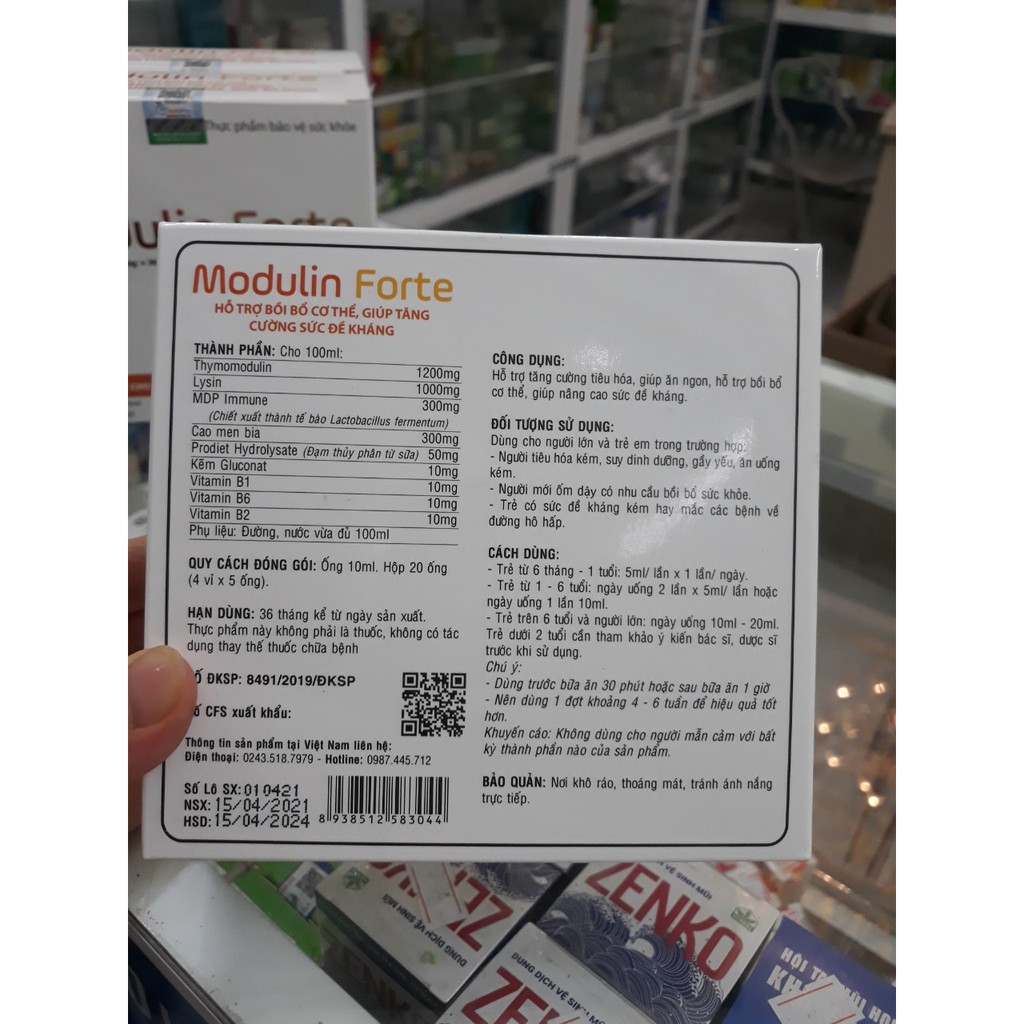 Thực phẩm bảo vệ sức khỏe
Modulin Forte
HỖ TRỢ BỒI BỔ CƠ THỂ, GIÚP TĂNG
CƯỜNG SỨC ĐỀ KHÁNG
THÀNH PHẦN: Cho 100ml:
Thymomodulin 1200mg
Lysin 1000mg
MDP Immune 300mg
(Chiết xuất thành tế bào Lactobacillus fermentum)
Cao men bia 300mg
Prodiet Hydrolysate (Đạm thủy phân từ sữa) 50mg
Kẽm Gluconat 10mg
Vitamin B1 10mg
Vitamin B6 10mg
Vitamin B2 10mg
Phụ liệu: Đường, nước vừa đủ 100ml
QUY CÁCH ĐÓNG GÓI: Ống 10ml. Hộp 20 ống
(4 vỉ x 5 ống).
HẠN DÙNG: 36 tháng kể từ ngày sản xuất.
Thực phẩm này không phải là thuốc, không có tác
dụng thay thế thuốc chữa bệnh
ĐKSP: 8491/2019/ĐKSP
CFS xuất khẩu:
Thông tin sản phẩm tại Việt Nam liên hệ:
Điện thoại: 0243.518.7979 - Hotline: 0987.445.712
Số Lô SX: 010421
NSX: 15/04/2021
HSD: 15/04/2024
8 938512 583044
CÔNG DỤNG:
Hỗ trợ tăng cường tiêu hóa, giúp ăn ngon, hỗ trợ bồi bổ
cơ thể, giúp nâng cao sức đề kháng.
ĐỐI TƯỢNG SỬ DỤNG:
Dùng cho người lớn và trẻ em trong trường hợp:
- Người tiêu hóa kém, suy dinh dưỡng, gầy yếu, ăn uống
kém.
- Người mới ốm dậy có nhu cầu bồi bổ sức khỏe.
- Trẻ có sức đề kháng kém hay mắc các bệnh về
đường hô hấp.
CÁCH DÙNG:
- Trẻ từ 6 tháng - 1 tuổi: 5ml/ lần x 1 lần/ ngày.
- Trẻ từ 1 - 6 tuổi: ngày uống 2 lần x 5ml/ lần hoặc
ngày uống 1 lần 10ml.
- Trẻ trên 6 tuổi và người lớn: ngày uống 10ml - 20ml.
Trẻ dưới 2 tuổi cần tham khảo ý kiến bác sĩ, dược sĩ
trước khi sử dụng.
Chú ý:
- Dùng trước bữa ăn 30 phút hoặc sau bữa ăn 1 giờ
- Nên dùng 1 đợt khoảng 4 - 6 tuần để hiệu quả tốt
hơn.
Khuyến cáo: Không dùng cho người mẫn cảm với bất
kỳ thành phần nào của sản phẩm.
BẢO QUẢN: Nơi khô ráo, thoáng mát, tránh ánh nắng
trực tiếp.
DUNG DỊCH VỆ SINH MŨI
ZENKO
DUNG DỊCH VỆ SINH MŨI